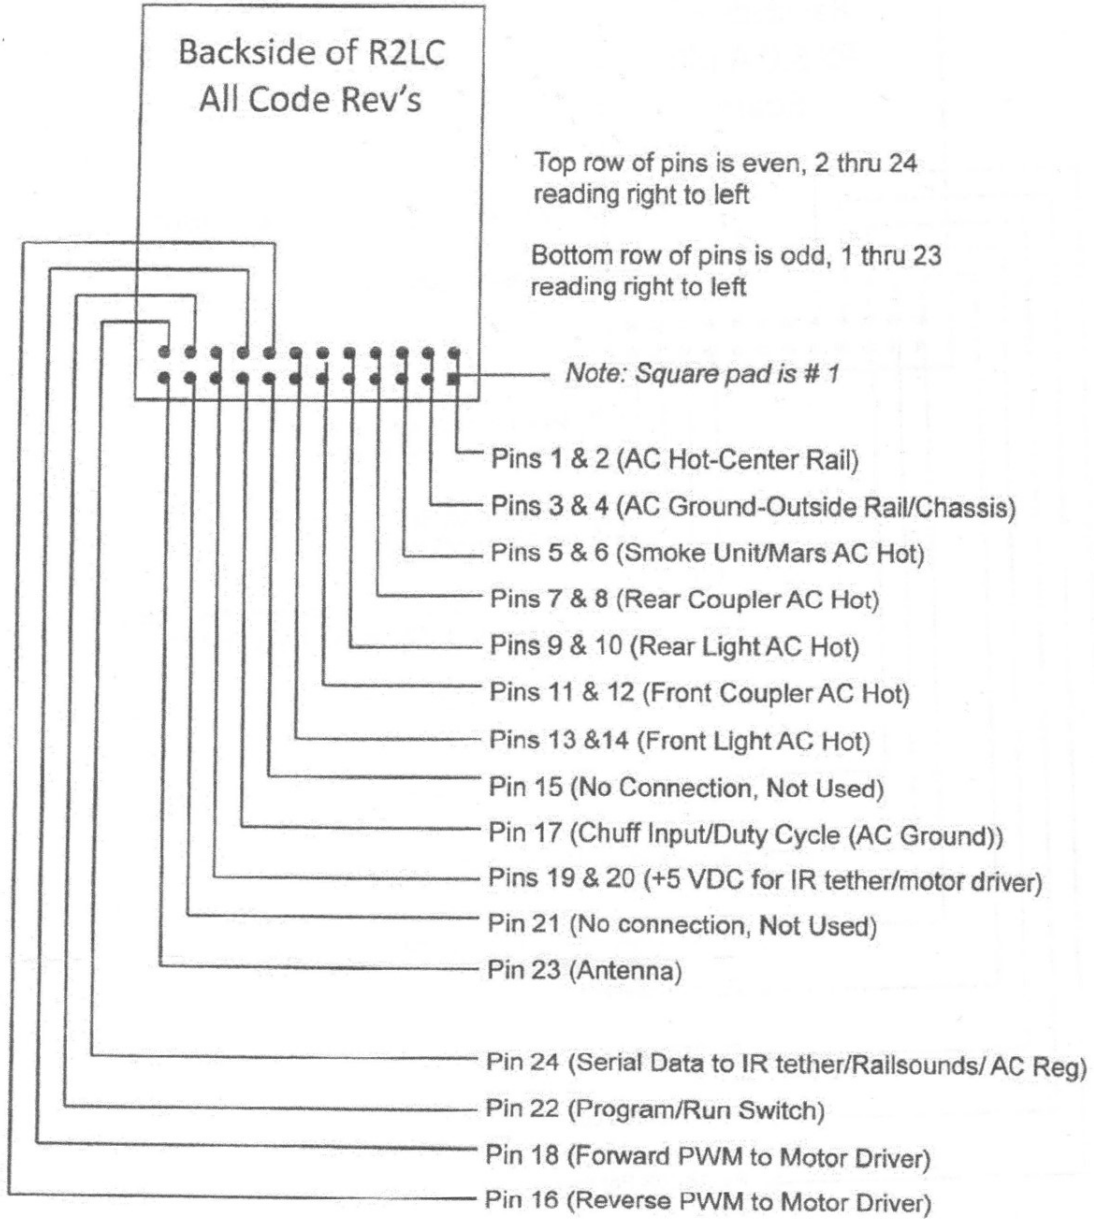 Backside of R2LC
All Code Rev's
Top row of pins is even, 2 thru 24
reading right to left
Bottom row of pins is odd, 1 thru 23
reading right to left
Note: Square pad is # 1
Pins 1 & 2 (AC Hot-Center Rail)
Pins 3 & 4 (AC Ground-Outside Rail/Chassis)
Pins 5 & 6 (Smoke Unit/Mars AC Hot)
Pins 7 & 8 (Rear Coupler AC Hot)
Pins 9 & 10 (Rear Light AC Hot)
Pins 11 & 12 (Front Coupler AC Hot)
Pins 13 &14 (Front Light AC Hot)
Pin 15 (No Connection, Not Used)
Pin 17 (Chuff Input/Duty Cycle (AC Ground))
Pins 19 & 20 (+5 VDC for IR tether/motor driver)
Pin 21 (No connection, Not Used)
Pin 23 (Antenna)
Pin 24 (Serial Data to IR tether/Railsounds/ AC Reg)
Pin 22 (Program/Run Switch)
Pin 18 (Forward PWM to Motor Driver)
Pin 16 (Reverse PWM to Motor Driver)